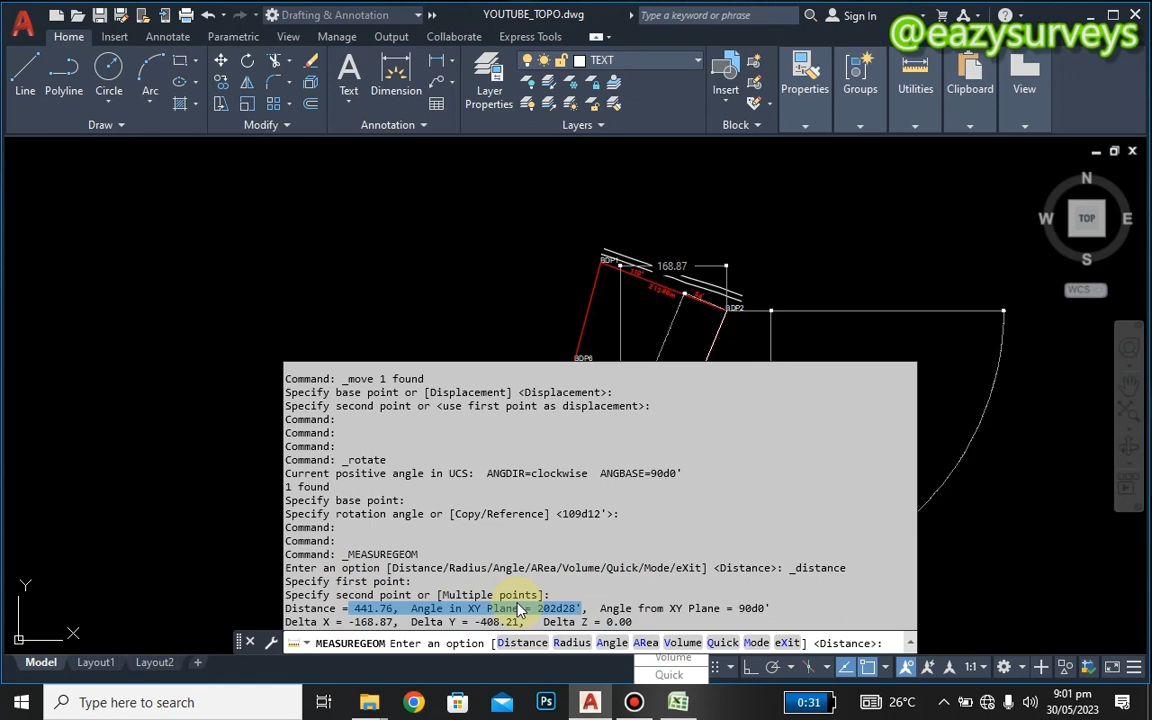 YOUTUBE_TOPO.dwg
Drafting & Annotation
Type a keyword or phrase
Sign In
@eazysurveys
Home Insert Annotate Parametric View Manage Output Collaborate Express Tools
TEXT
Line Polyline Circle Arc
Text Dimension
Layer Properties
Insert
Properties Groups Utilities Clipboard View
Draw Modify Annotation Layers Block
N
W TOP E
S
WCS
BDP1
168.87
BDP2
BDP6
Command: _move 1 found
Specify base point or [Displacement] <Displacement>:
Specify second point or <use first point as displacement>:
Command:
Command:
Command:
Command: _rotate
Current positive angle in UCS:  ANGDIR=clockwise  ANGBASE=90d0'
1 found
Specify base point:
Specify rotation angle or [Copy/Reference] <109d12'>:
Command:
Command:
Command: _MEASUREGEOM
Enter an option [Distance/Radius/Angle/ARea/Volume/Quick/Mode/eXit] <Distance>: _distance
Specify first point:
Specify second point or [Multiple points]:
Distance = 441.76,  Angle in XY Plane = 202d28',  Angle from XY Plane = 90d0'
Delta X = -168.87,  Delta Y = -408.21,  Delta Z = 0.00
MEASUREGEOM Enter an option [Distance Radius Angle ARea Volume Quick Mode eXit] <Distance>:
Y
X
Volume
Quick
Model Layout1 Layout2 +
1:1
Type here to search
Ps
A
0:31
26°C
9:01 pm
30/05/2023